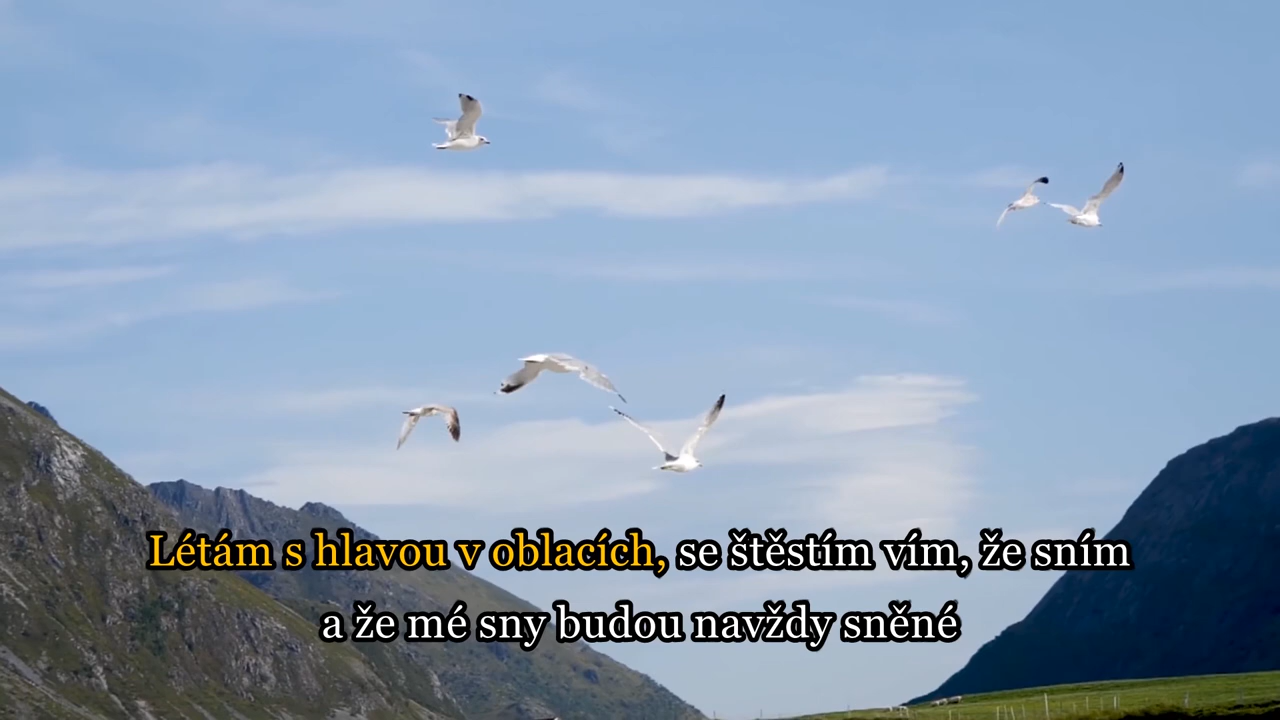 Létám s hlavou v oblacích, se štěstím vím, že sním
a že mé sny budou navždy sněné